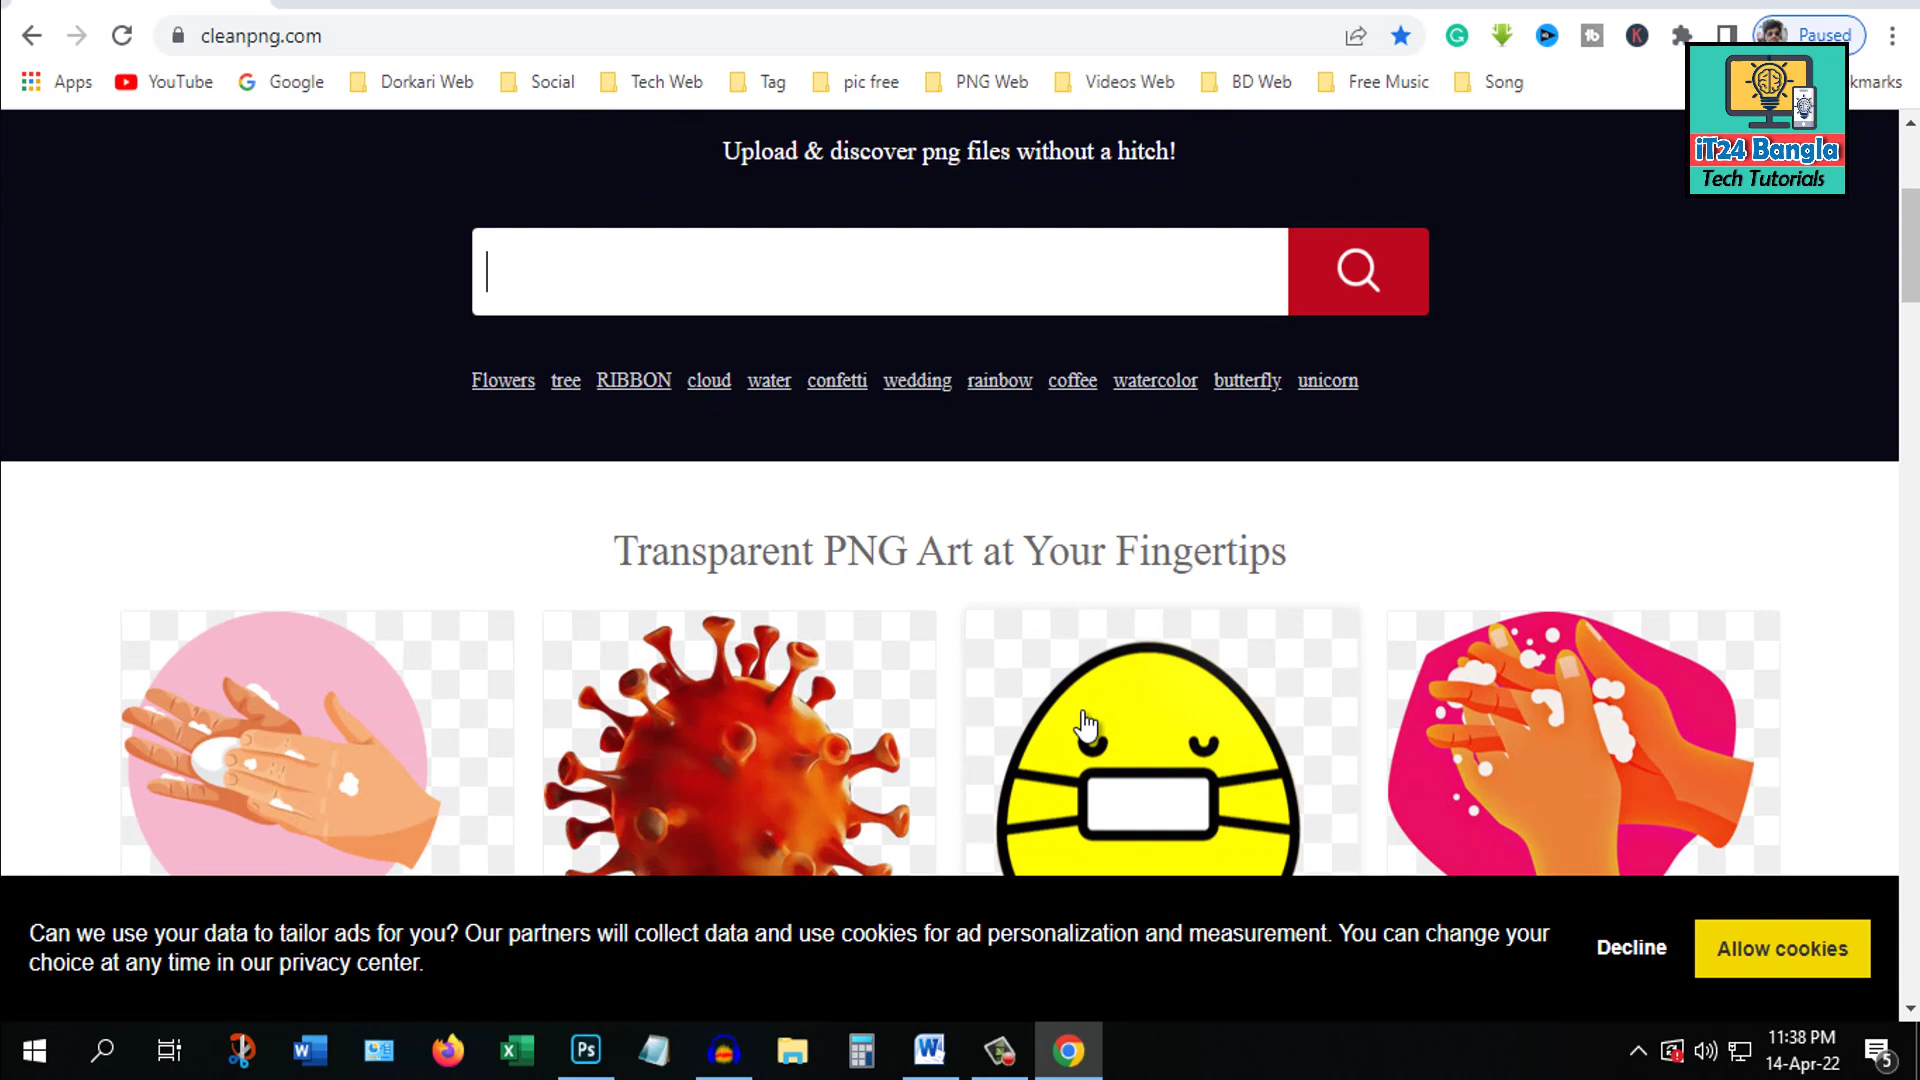 cleanpng.com
Paused
Apps YouTube Google Dorkari Web Social Tech Web Tag pic free PNG Web Videos Web BD Web Free Music Song kmarks
iT24 Bangla
Tech Tutorials
Upload & discover png files without a hitch!
Flowers tree RIBBON cloud water confetti wedding rainbow coffee watercolor butterfly unicorn
Transparent PNG Art at Your Fingertips
Can we use your data to tailor ads for you? Our partners will collect data and use cookies for ad personalization and measurement. You can change your
choice at any time in our privacy center.
Decline
Allow cookies
11:38 PM
14-Apr-22
5